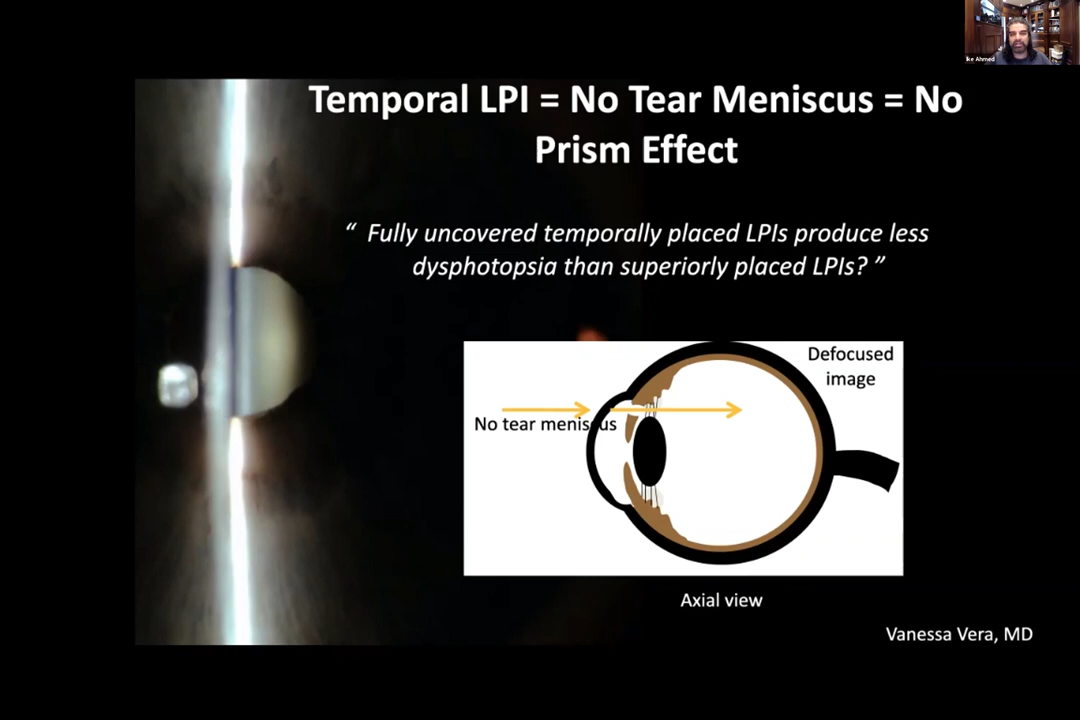 Ike Ahmed
Temporal LPI = No Tear Meniscus = No
Prism Effect
“ Fully uncovered temporally placed LPIs produce less
dysphotopsia than superiorly placed LPIs? ”
Defocused
image
No tear meniscus
Axial view
Vanessa Vera, MD